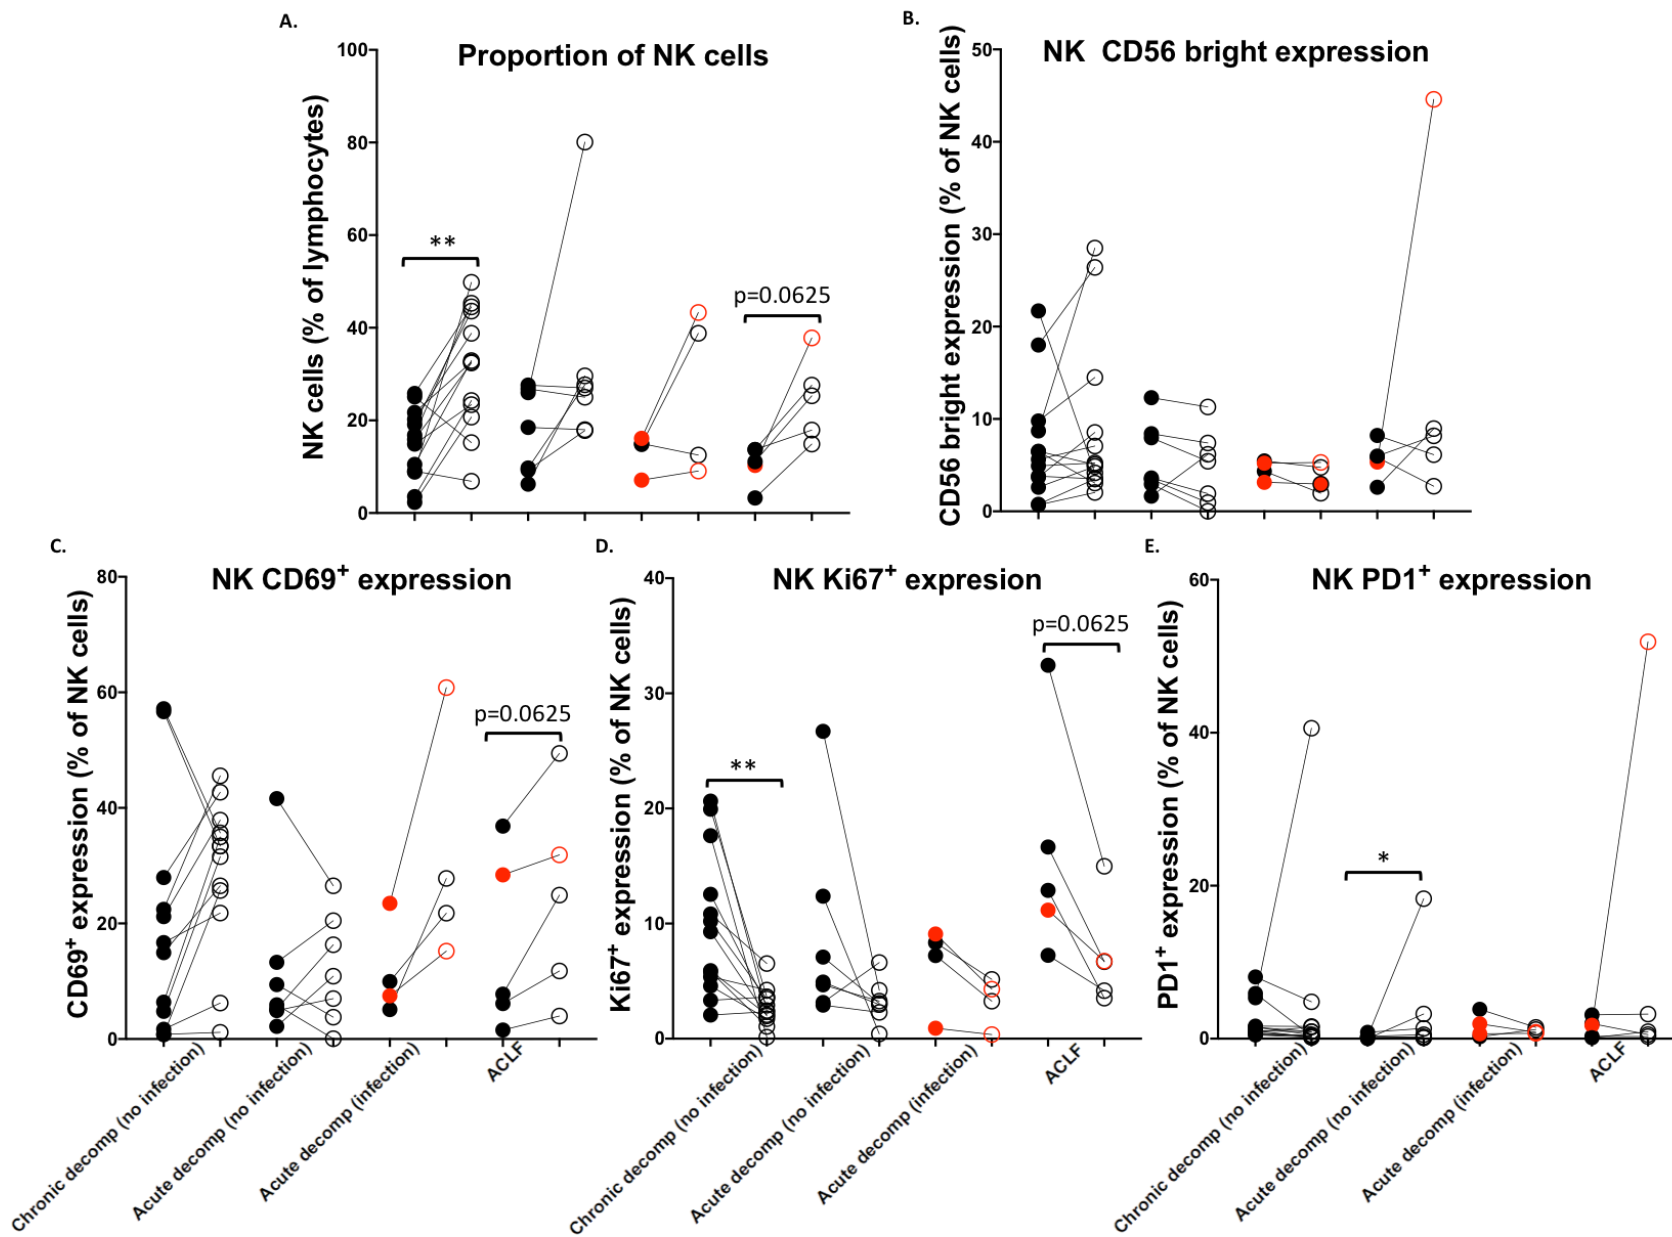 A.
Proportion of NK cells
NK cells (% of lymphocytes)
100
80
60
40
20
0
**
p=0.0625
B.
NK CD56 bright expression
CD56 bright expression (% of NK cells)
50
40
30
20
10
0
C.
NK CD69+ expression
CD69+ expression (% of NK cells)
80
60
40
20
0
p=0.0625
Chronic decomp (no infection)
Acute decomp (no infection)
Acute decomp (infection)
ACLF
D.
NK Ki67+ expresion
Ki67+ expression (% of NK cells)
40
30
20
10
0
**
p=0.0625
Chronic decomp (no infection)
Acute decomp (no infection)
Acute decomp (infection)
ACLF
E.
NK PD1+ expression
PD1+ expression (% of NK cells)
60
40
20
0
*
Chronic decomp (no infection)
Acute decomp (no infection)
Acute decomp (infection)
ACLF